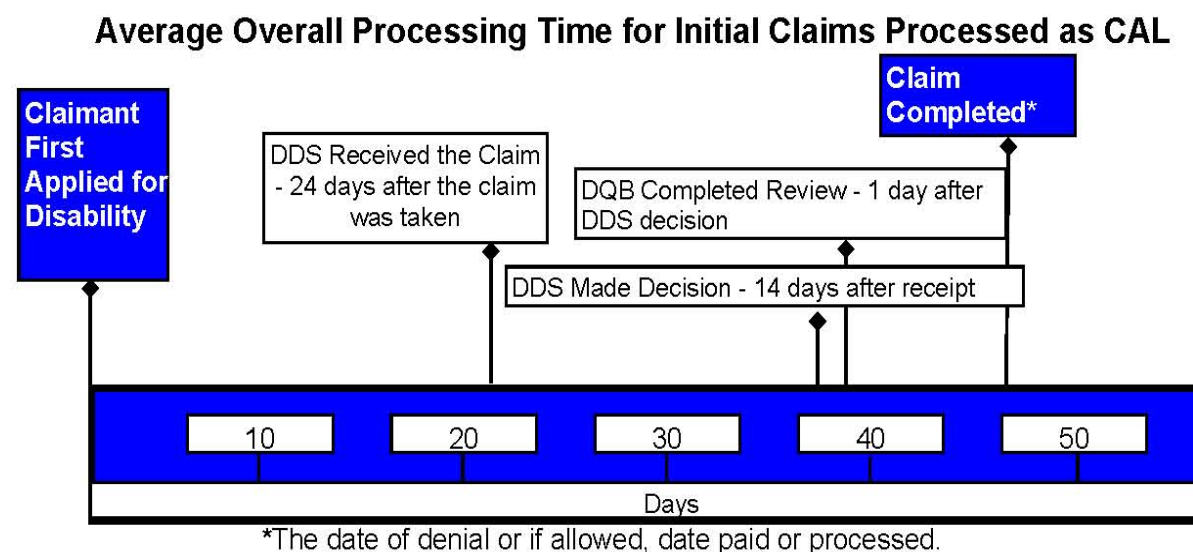 Average Overall Processing Time for Initial Claims Processed as CAL
Claimant
First
Applied for
Disability
DDS Received the Claim
- 24 days after the claim
was taken
Claim
Completed*
DQB Completed Review - 1 day after
DDS decision
DDS Made Decision - 14 days after receipt
10
20
30
40
50
Days
*The date of denial or if allowed, date paid or processed.